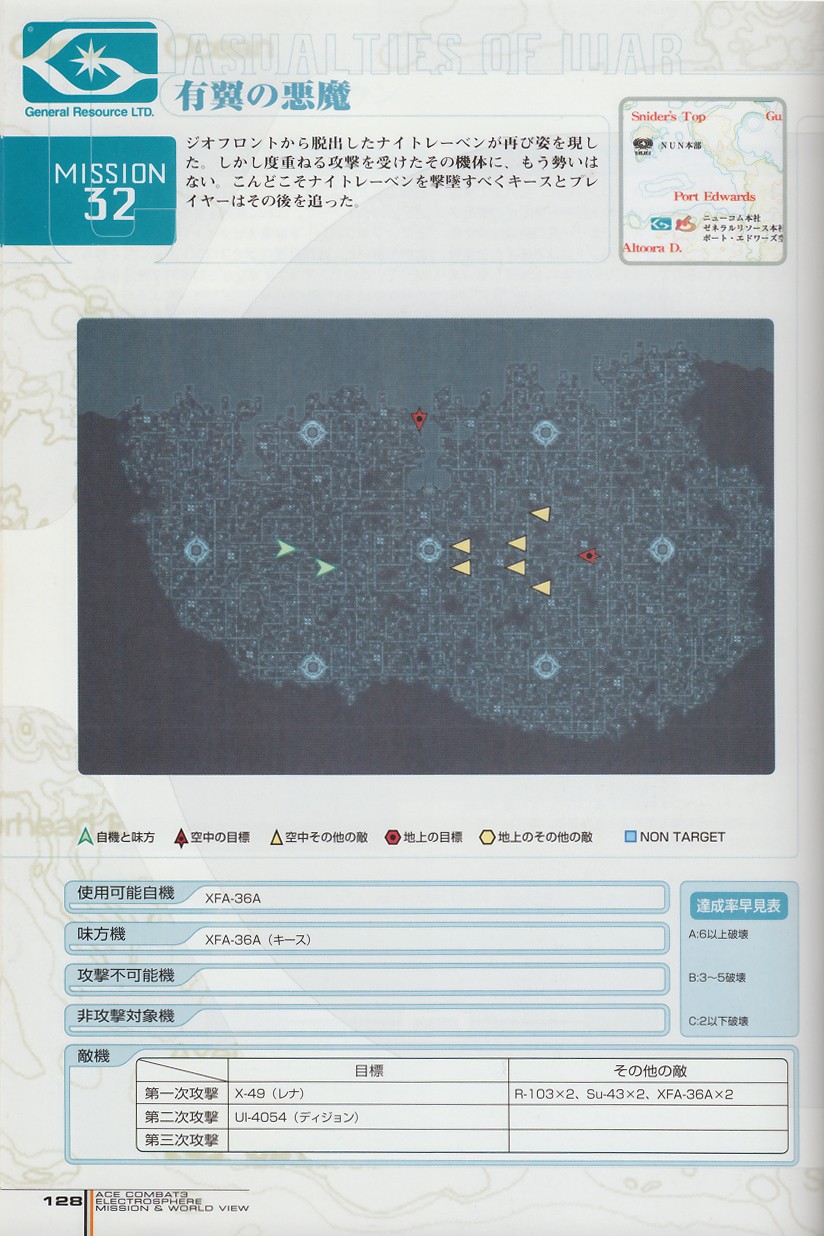 CASUALTIES OF WAR
General Resource LTD.
有翼の悪魔
MISSION
32
ジオフロントから脱出したナイトレーベンが再び姿を現し
た。しかし度重ねる攻撃を受けたその機体に、もう勢いは
ない。こんどこそナイトレーベンを撃墜すべくキースとプレ
イヤーはその後を追った。
Snider's Top
Gu
NUN本部
Port Edwards
ニューコム本社
ゼネラルリソース本社
ポート・エドワーズ空
Altoora D.
自機と味方
空中の目標
空中その他の敵
地上の目標
地上のその他の敵
NON TARGET
使用可能自機 XFA-36A
味方機 XFA-36A（キース）
攻撃不可能機
非攻撃対象機
達成率早見表
A:6以上破壊
B:3〜5破壊
C:2以下破壊
敵機
目標 その他の敵
第一次攻撃 X-49（レナ） R-103×2、Su-43×2、XFA-36A×2
第二次攻撃 UI-4054（ディジョン）
第三次攻撃
128
ACE COMBAT3
ELECTROSPHERE
MISSION & WORLD VIEW